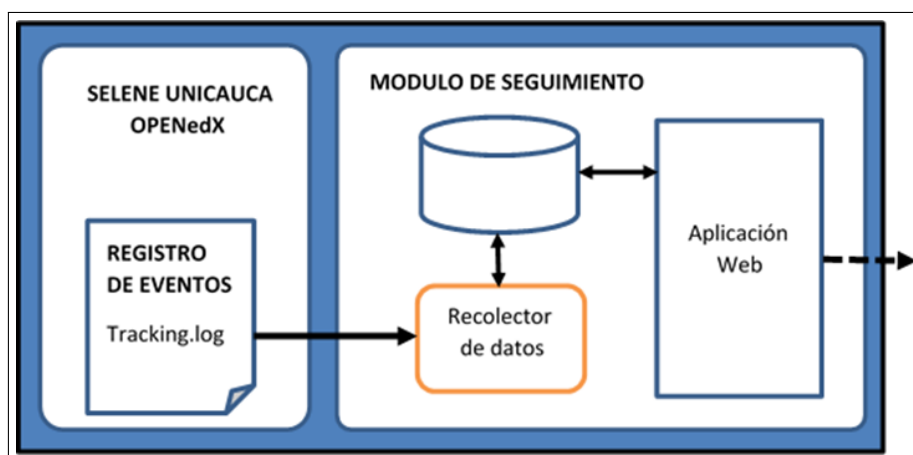 SELENE UNICAUCA
OPENedX
REGISTRO
DE EVENTOS
Tracking.log
MODULO DE SEGUIMIENTO
Recolector
de datos
Aplicación
Web